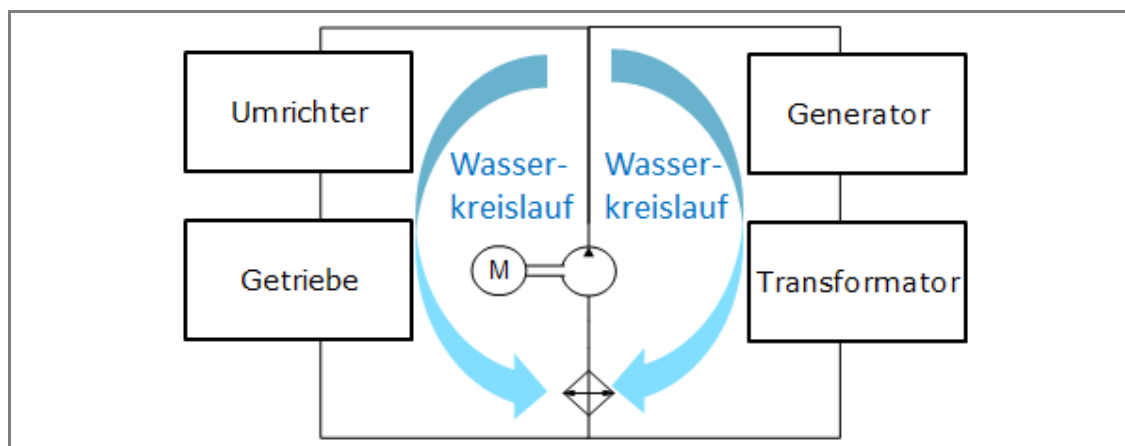 Umrichter
Generator
Wasser-
kreislauf
Wasser-
kreislauf
Getriebe
M
Transformator